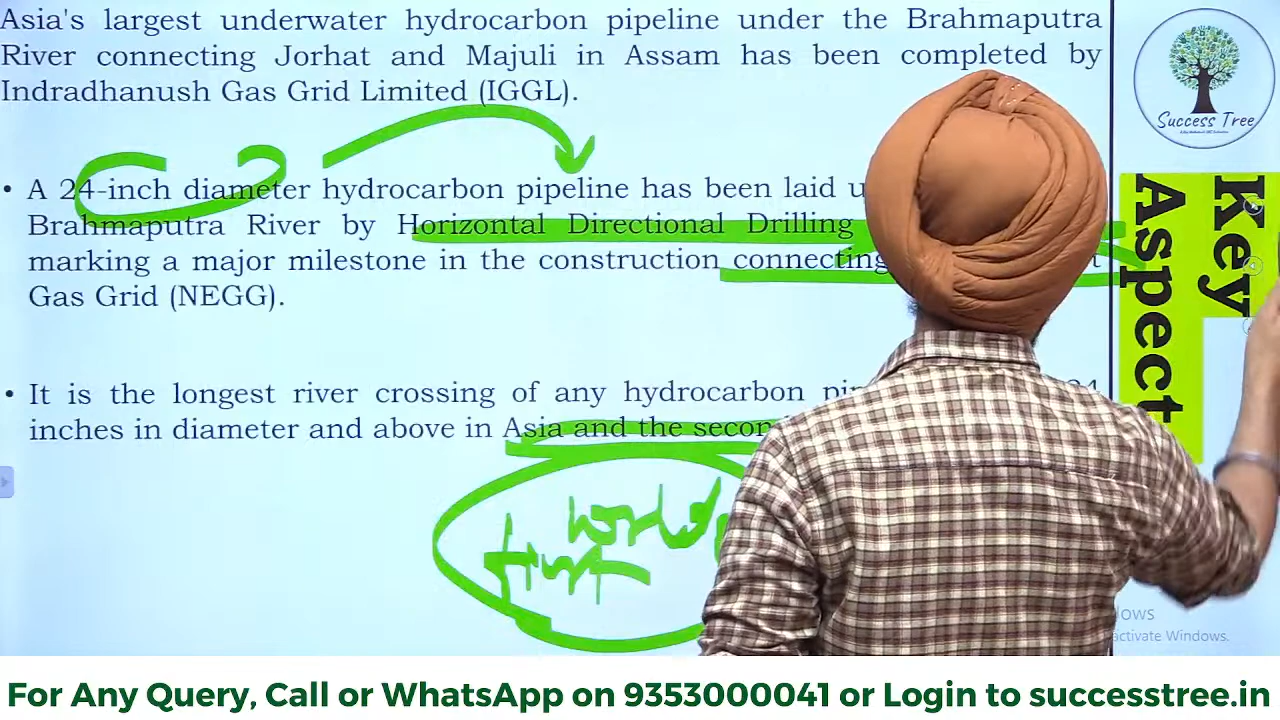 Asia's largest underwater hydrocarbon pipeline under the Brahmaputra
River connecting Jorhat and Majuli in Assam has been completed by
Indradhanush Gas Grid Limited (IGGL).
• A 24-inch diameter hydrocarbon pipeline has been laid
Brahmaputra River by Horizontal Directional Drilling
marking a major milestone in the construction connecting
Gas Grid (NEGG).
• It is the longest river crossing of any hydrocarbon
inches in diameter and above in Asia and the
world
first
Success Tree
Key
Aspect
activate Windows.
For Any Query, Call or WhatsApp on 9353000041 or Login to successtree.in